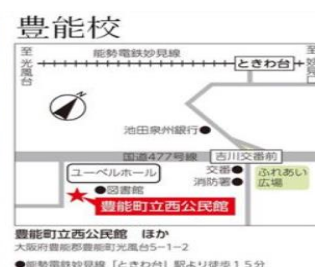 豊能校
至光風台
能勢電鉄妙見線
ときわ台
至妙見口
池田泉州銀行●
国道477号線
吉川交番前
ユーベルホール
交番●
消防署●
ふれあい
広場
●図書館
豊能町立西公民館
豊能町立西公民館 ほか
大阪府豊能郡豊能町光風台5-1-2
●能勢電鉄妙見線「ときわ台」駅より徒歩15分